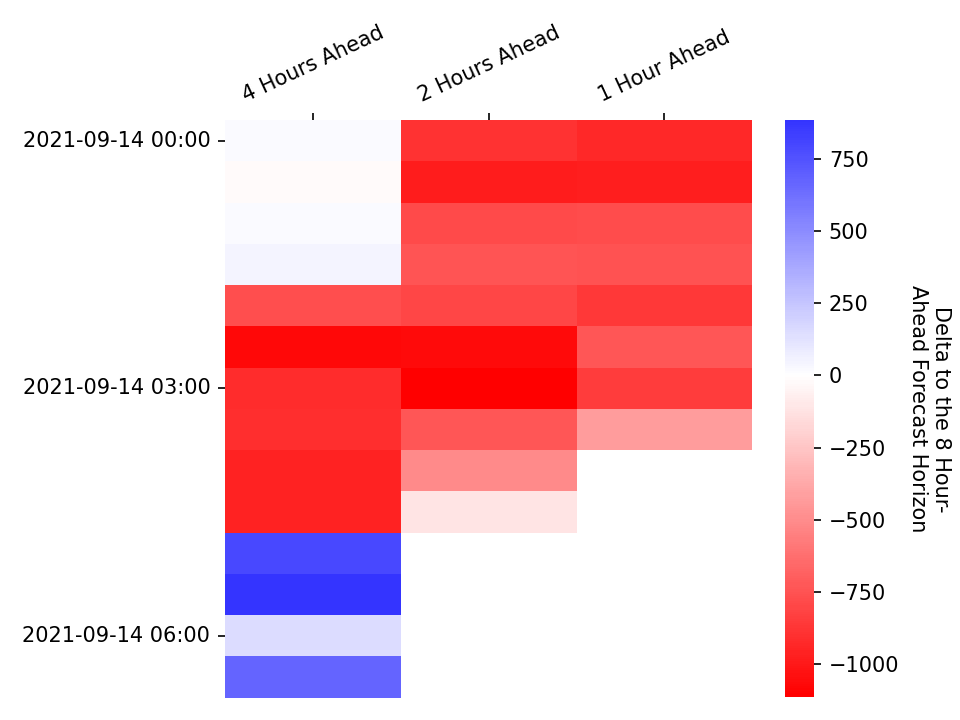 4 Hours Ahead
2 Hours Ahead
1 Hour Ahead
2021-09-14 00:00
2021-09-14 03:00
2021-09-14 06:00
750
500
250
0
−250
−500
−750
−1000
Delta to the 8 Hour-
Ahead Forecast Horizon